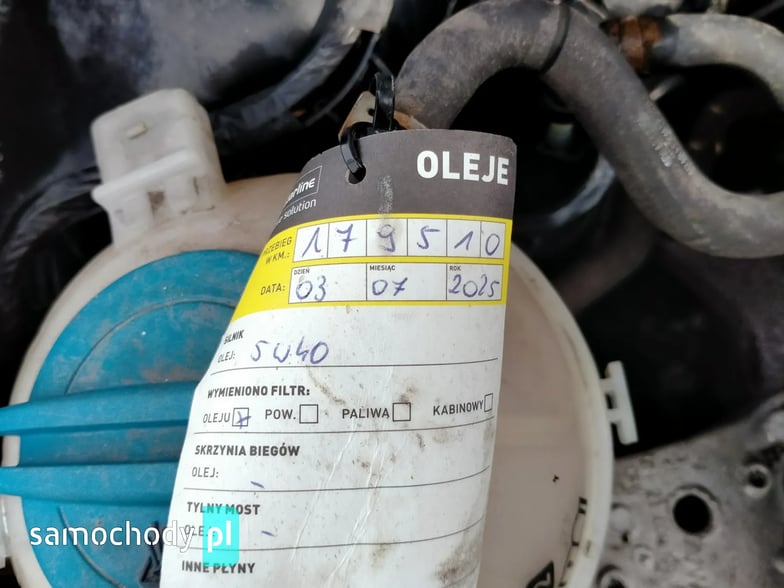 OLEJE
solution
W KM.: 179510
DZIEŃ MIESIĄC ROK
DATA: 03 07 2025
SILNIK
OLEJ: 5W40
WYMIENIONO FILTR:
OLEJU POW. PALIWA KABINOWY
SKRZYNIA BIEGÓW
OLEJ: -
TYLNY MOST
OLEJ: -
INNE PŁYNY
samochody.pl